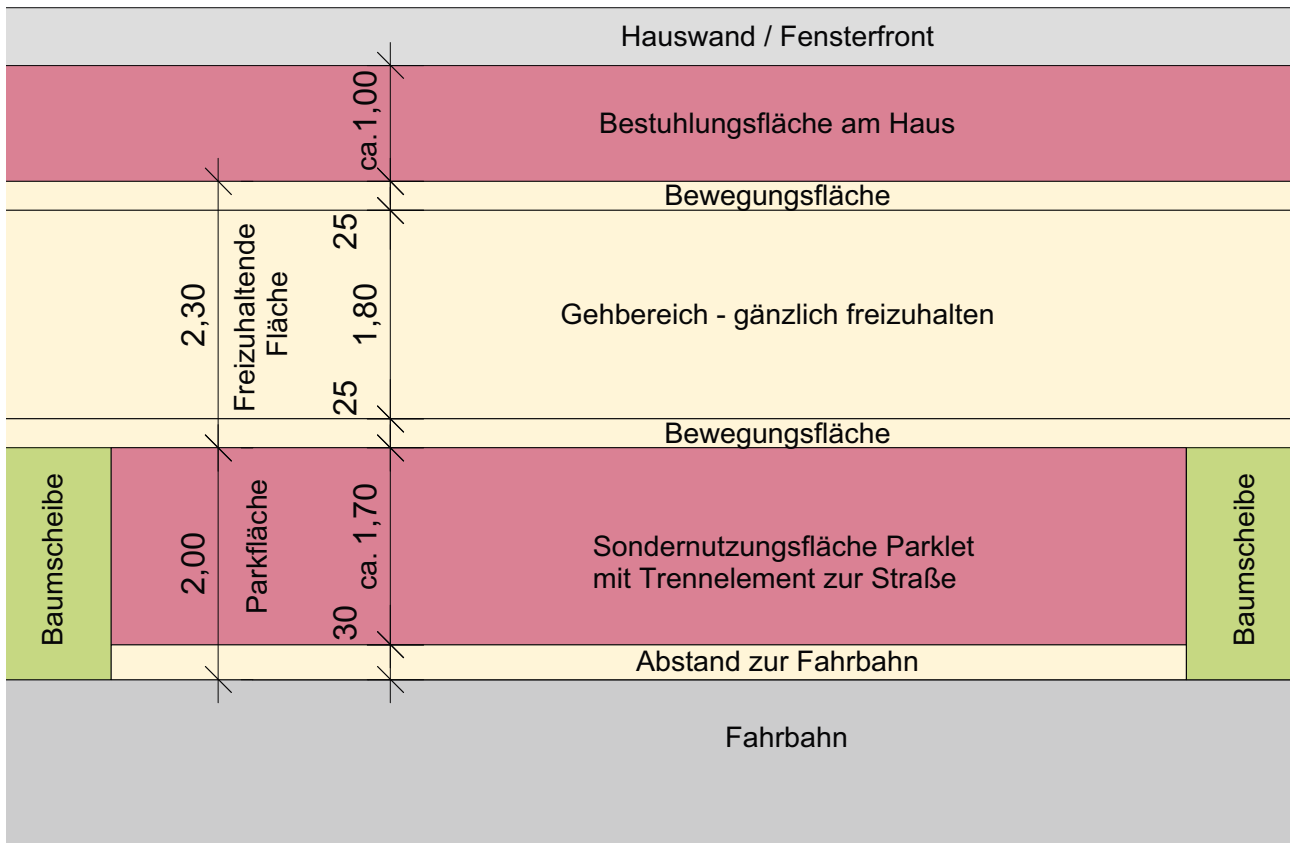 Hauswand / Fensterfront
ca. 1,00
Bestuhlungsfläche am Haus
Bewegungsfläche
2,30
Freizuhaltende
Fläche
25
1,80
25
Gehbereich - gänzlich freizuhalten
Bewegungsfläche
Baumscheibe
2,00
Parkfläche
ca. 1,70
30
Sondernutzungsfläche Parklet
mit Trennelement zur Straße
Baumscheibe
Abstand zur Fahrbahn
Fahrbahn